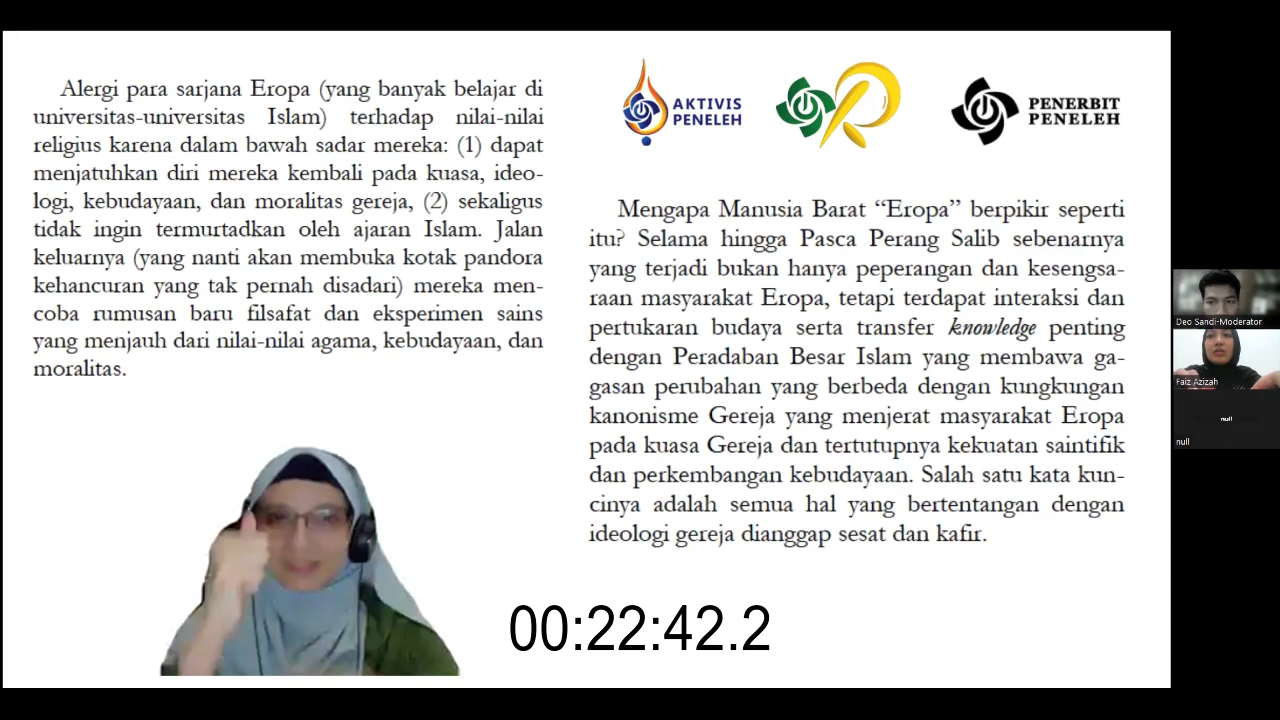 Alergi para sarjana Eropa (yang banyak belajar di
universitas-universitas Islam) terhadap nilai-nilai
religius karena dalam bawah sadar mereka: (1) dapat
menjatuhkan diri mereka kembali pada kuasa, ideo-
logi, kebudayaan, dan moralitas gereja, (2) sekaligus
tidak ingin termurtadkan oleh ajaran Islam. Jalan
keluarnya (yang nanti akan membuka kotak pandora
kehancuran yang tak pernah disadari) mereka men-
coba rumusan baru filsafat dan eksperimen sains
yang menjauh dari nilai-nilai agama, kebudayaan, dan
moralitas.
AKTIVIS
PENELEH
PENERBIT
PENELEH
Mengapa Manusia Barat “Eropa” berpikir seperti
itu? Selama hingga Pasca Perang Salib sebenarnya
yang terjadi bukan hanya peperangan dan kesengsa-
raan masyarakat Eropa, tetapi terdapat interaksi dan
pertukaran budaya serta transfer knowledge penting
dengan Peradaban Besar Islam yang membawa ga-
gasan perubahan yang berbeda dengan kungkungan
kanonisme Gereja yang menjerat masyarakat Eropa
pada kuasa Gereja dan tertutupnya kekuatan saintifik
dan perkembangan kebudayaan. Salah satu kata kun-
cinya adalah semua hal yang bertentangan dengan
ideologi gereja dianggap sesat dan kafir.
00:22:42.2
Deo Sandi-Moderator
Faiz Azizah
null
null